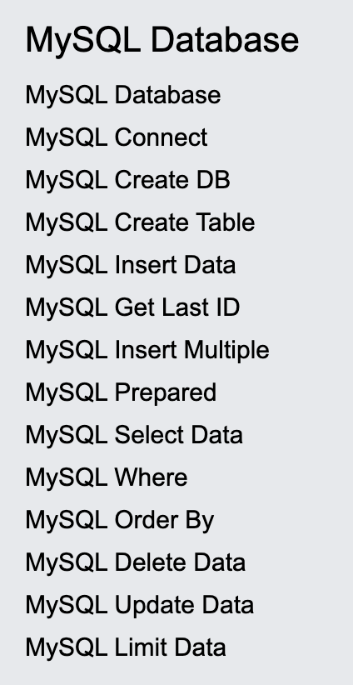 MySQL Database
MySQL Database
MySQL Connect
MySQL Create DB
MySQL Create Table
MySQL Insert Data
MySQL Get Last ID
MySQL Insert Multiple
MySQL Prepared
MySQL Select Data
MySQL Where
MySQL Order By
MySQL Delete Data
MySQL Update Data
MySQL Limit Data